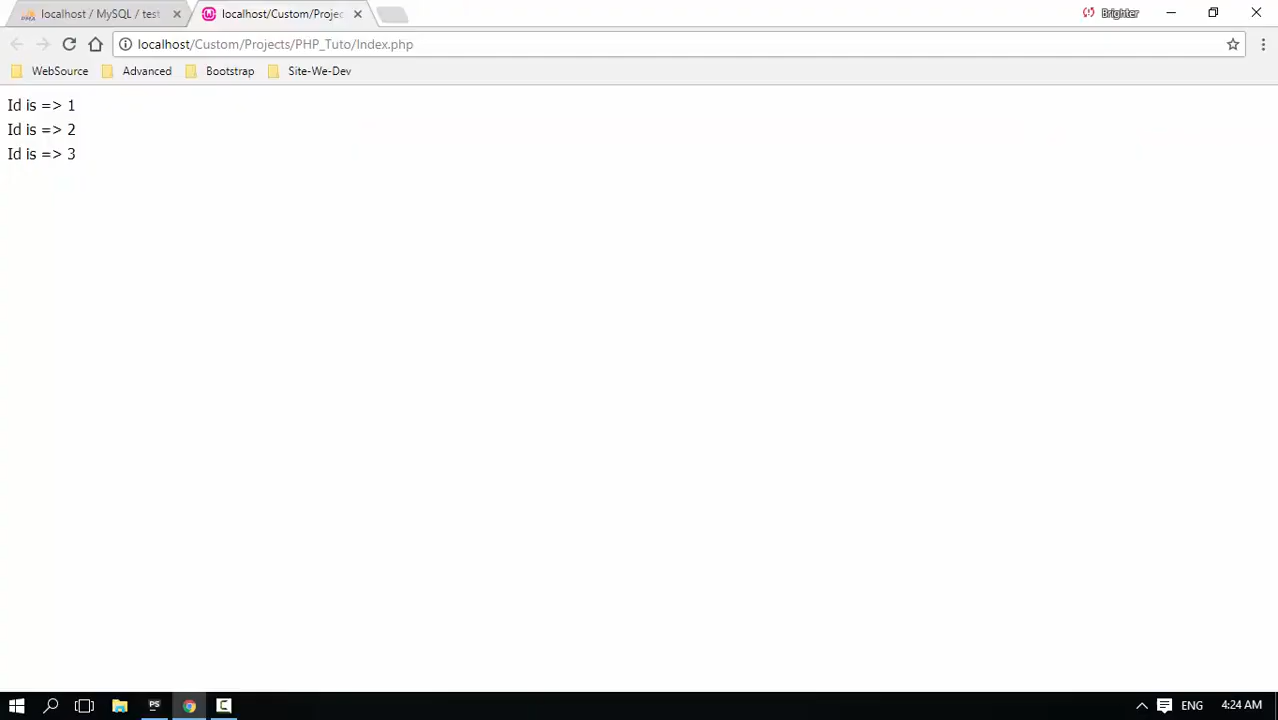 localhost / MySQL / test
localhost/Custom/Projec
Brighter
localhost/Custom/Projects/PHP_Tuto/Index.php
WebSource
Advanced
Bootstrap
Site-We-Dev
Id is => 1
Id is => 2
Id is => 3
PS
ENG
4:24 AM